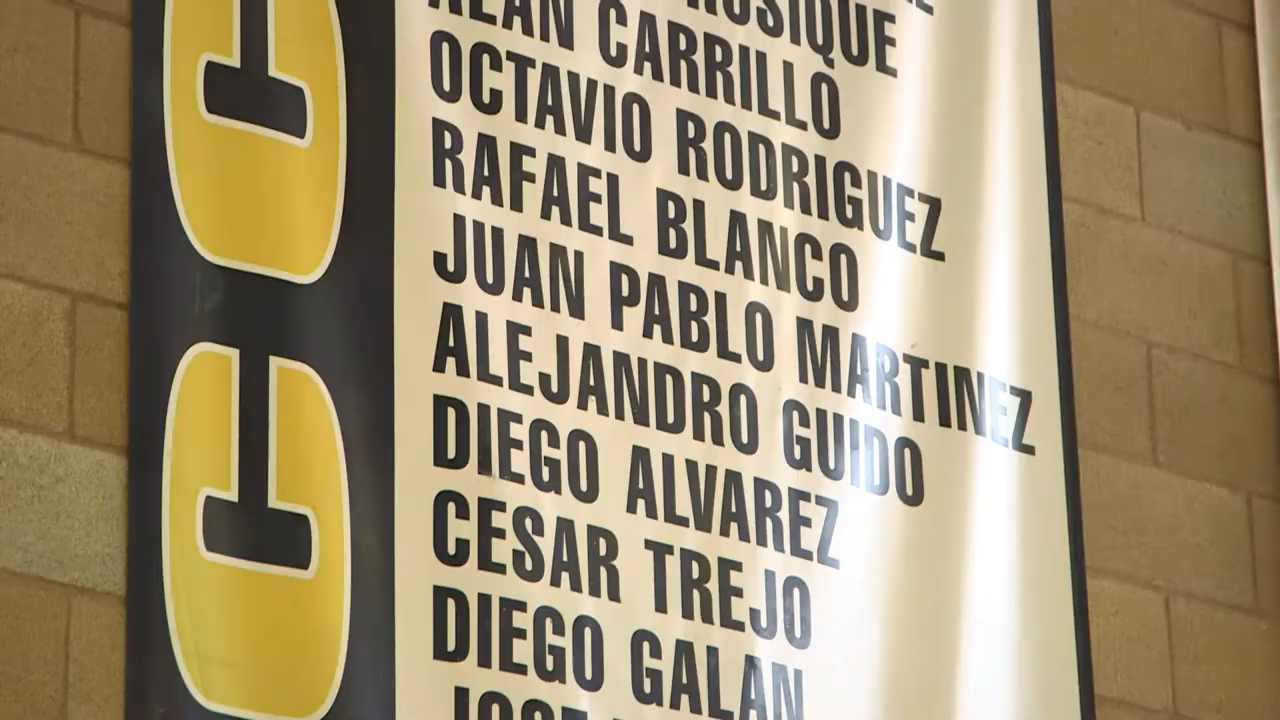 ALAN CARRILLO
OCTAVIO RODRIGUEZ
RAFAEL BLANCO
JUAN PABLO MARTINEZ
ALEJANDRO GUIDO
DIEGO ALVAREZ
CESAR TREJO
DIEGO GALAN